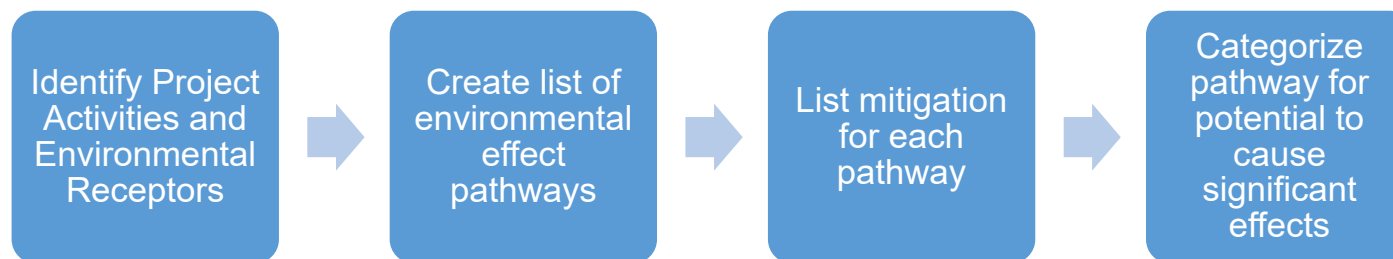 Identify Project
Activities and
Environmental
Receptors
Create list of
environmental
effect
pathways
List mitigation
for each
pathway
Categorize
pathway for
potential to
cause
significant
effects